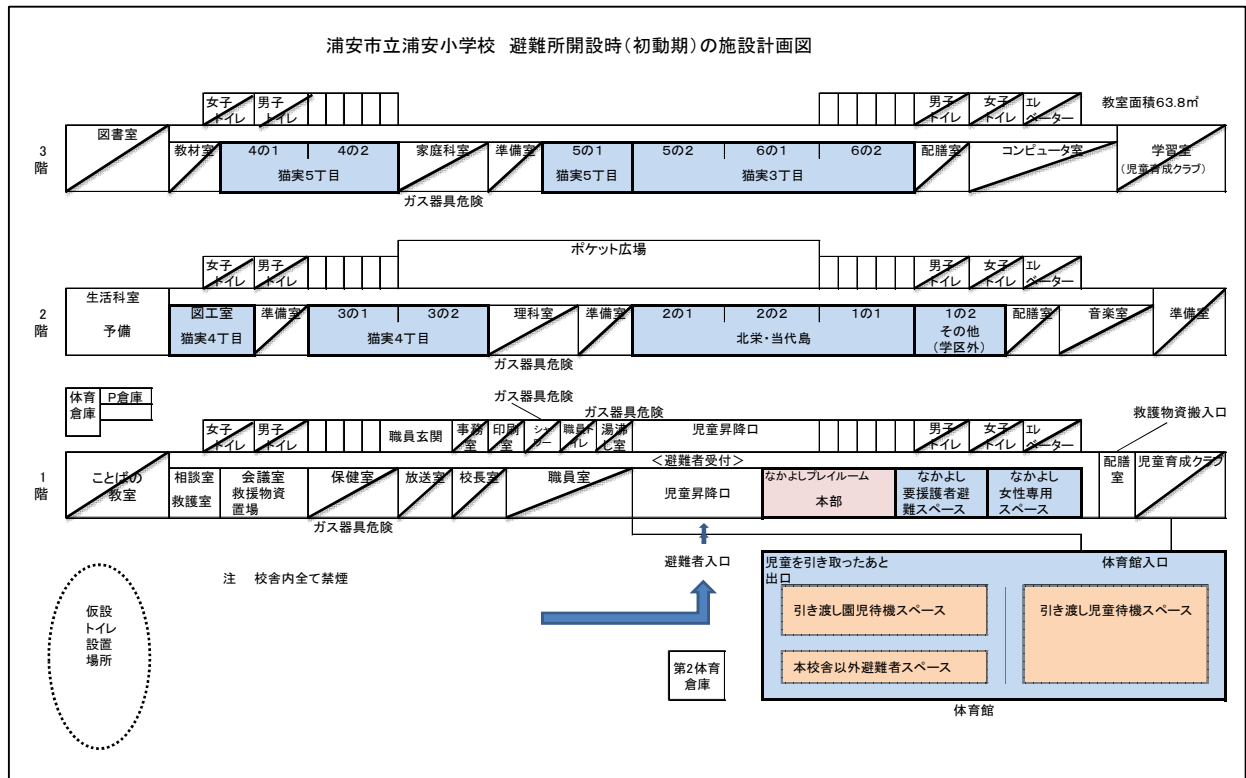 浦安市立浦安小学校 避難所開設時(初動期)の施設計画図
女子
トイレ
男子
トイレ
男子
トイレ
女子
トイレ
エレ
ベーター
教室面積63.8㎡
3
階
図書室
教材室
4の1
4の2
猫実5丁目
家庭科室
準備室
5の1
猫実5丁目
5の2
6の1
6の2
猫実3丁目
配膳室
コンピュータ室
学習室
(児童育成クラブ)
ガス器具危険
ポケット広場
女子
トイレ
男子
トイレ
男子
トイレ
女子
トイレ
エレ
ベーター
2
階
生活科室
予備
図工室
猫実4丁目
準備室
3の1
3の2
猫実4丁目
理科室
準備室
2の1
2の2
1の1
北栄・当代島
1の2
その他
(学区外)
配膳室
音楽室
準備室
ガス器具危険
体育
倉庫
P倉庫
ガス器具危険
ガス器具危険
救護物資搬入口
女子
トイレ
男子
トイレ
職員玄関
事務
室
印刷
室
シャ
ワー
職員ト
イレ
湯沸
し室
児童昇降口
男子
トイレ
女子
トイレ
エレ
ベーター
<避難者受付>
1
階
ことばの
教室
相談室
救護室
会議室
救援物資
置場
保健室
放送室
校長室
職員室
児童昇降口
なかよしプレイルーム
本部
なかよし
要援護者避
難スペース
なかよし
女性専用
スペース
配膳
室
児童育成クラブ
ガス器具危険
避難者入口
注 校舎内全て禁煙
仮設
トイレ
設置
場所
児童を引き取ったあと
出口
体育館入口
引き渡し園児待機スペース
引き渡し児童待機スペース
本校舎以外避難者スペース
第2体育
倉庫
体育館